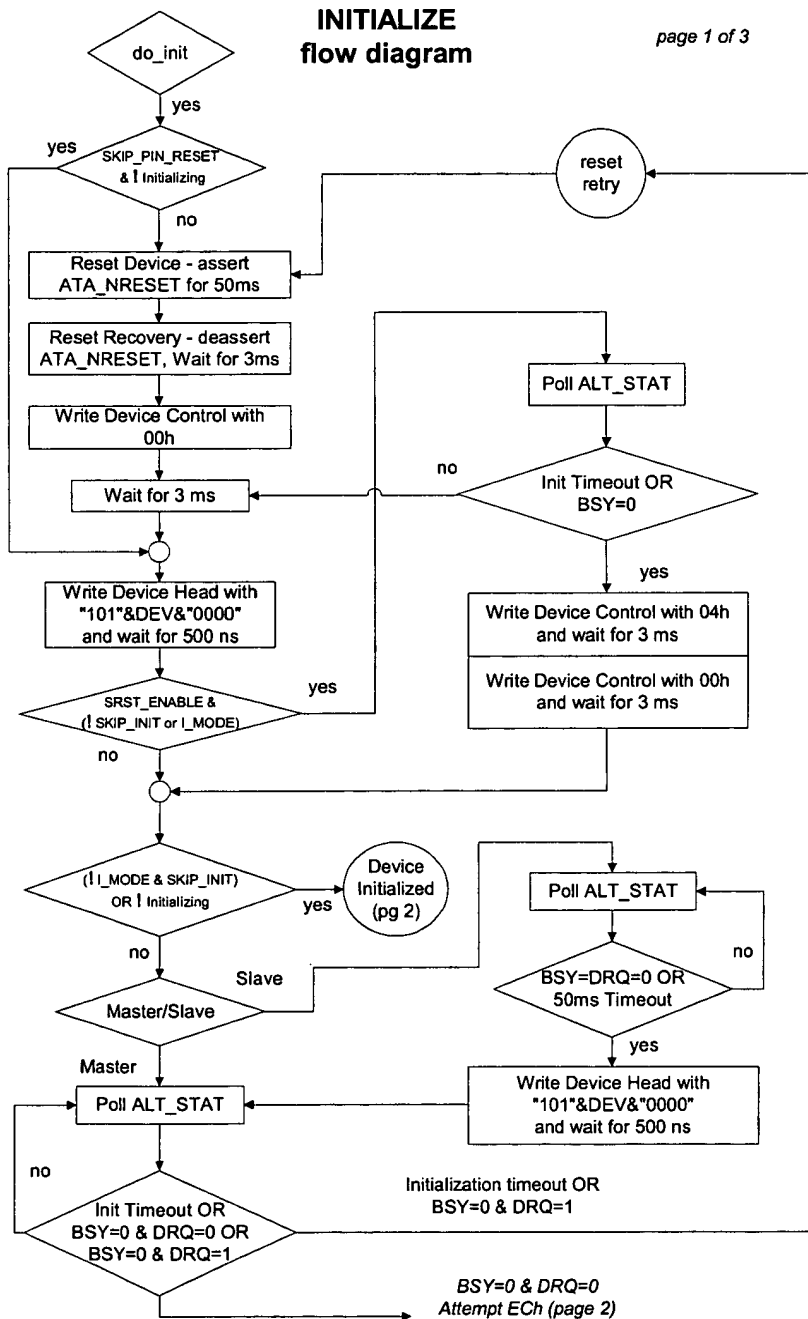 INITIALIZE
flow diagram
page 1 of 3
do_init
yes
yes
SKIP_PIN_RESET
& ! Initializing
no
reset
retry
Reset Device - assert
ATA_NRESET for 50ms
Reset Recovery - deassert
ATA_NRESET, Wait for 3ms
Poll ALT_STAT
Write Device Control with
00h
no
Init Timeout OR
BSY=0
Wait for 3 ms
yes
Write Device Head with
"101"&DEV&"0000"
and wait for 500 ns
Write Device Control with 04h
and wait for 3 ms
Write Device Control with 00h
and wait for 3 ms
SRST_ENABLE &
(! SKIP_INIT or I_MODE)
yes
no
(! I_MODE & SKIP_INIT)
OR ! Initializing
yes
Device
Initialized
(pg 2)
no
Poll ALT_STAT
no
BSY=DRQ=0 OR
50ms Timeout
yes
Slave
Master/Slave
Master
Write Device Head with
"101"&DEV&"0000"
and wait for 500 ns
Poll ALT_STAT
no
Init Timeout OR
BSY=0 & DRQ=0 OR
BSY=0 & DRQ=1
Initialization timeout OR
BSY=0 & DRQ=1
BSY=0 & DRQ=0
Attempt ECh (page 2)